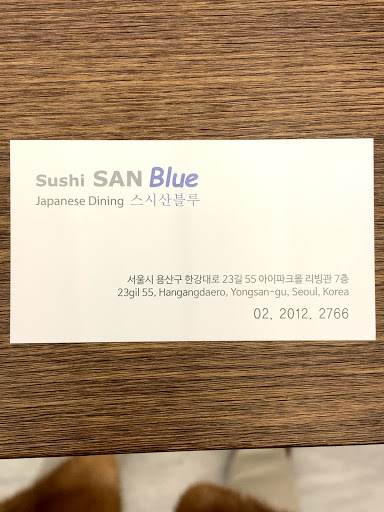 Sushi SAN Blue
Japanese Dining 스시산블루
서울시 용산구 한강대로 23길 55 아이파크몰 리빙관 7층
23gil 55, Hangangdaero, Yongsan-gu, Seoul, Korea
02. 2012. 2766